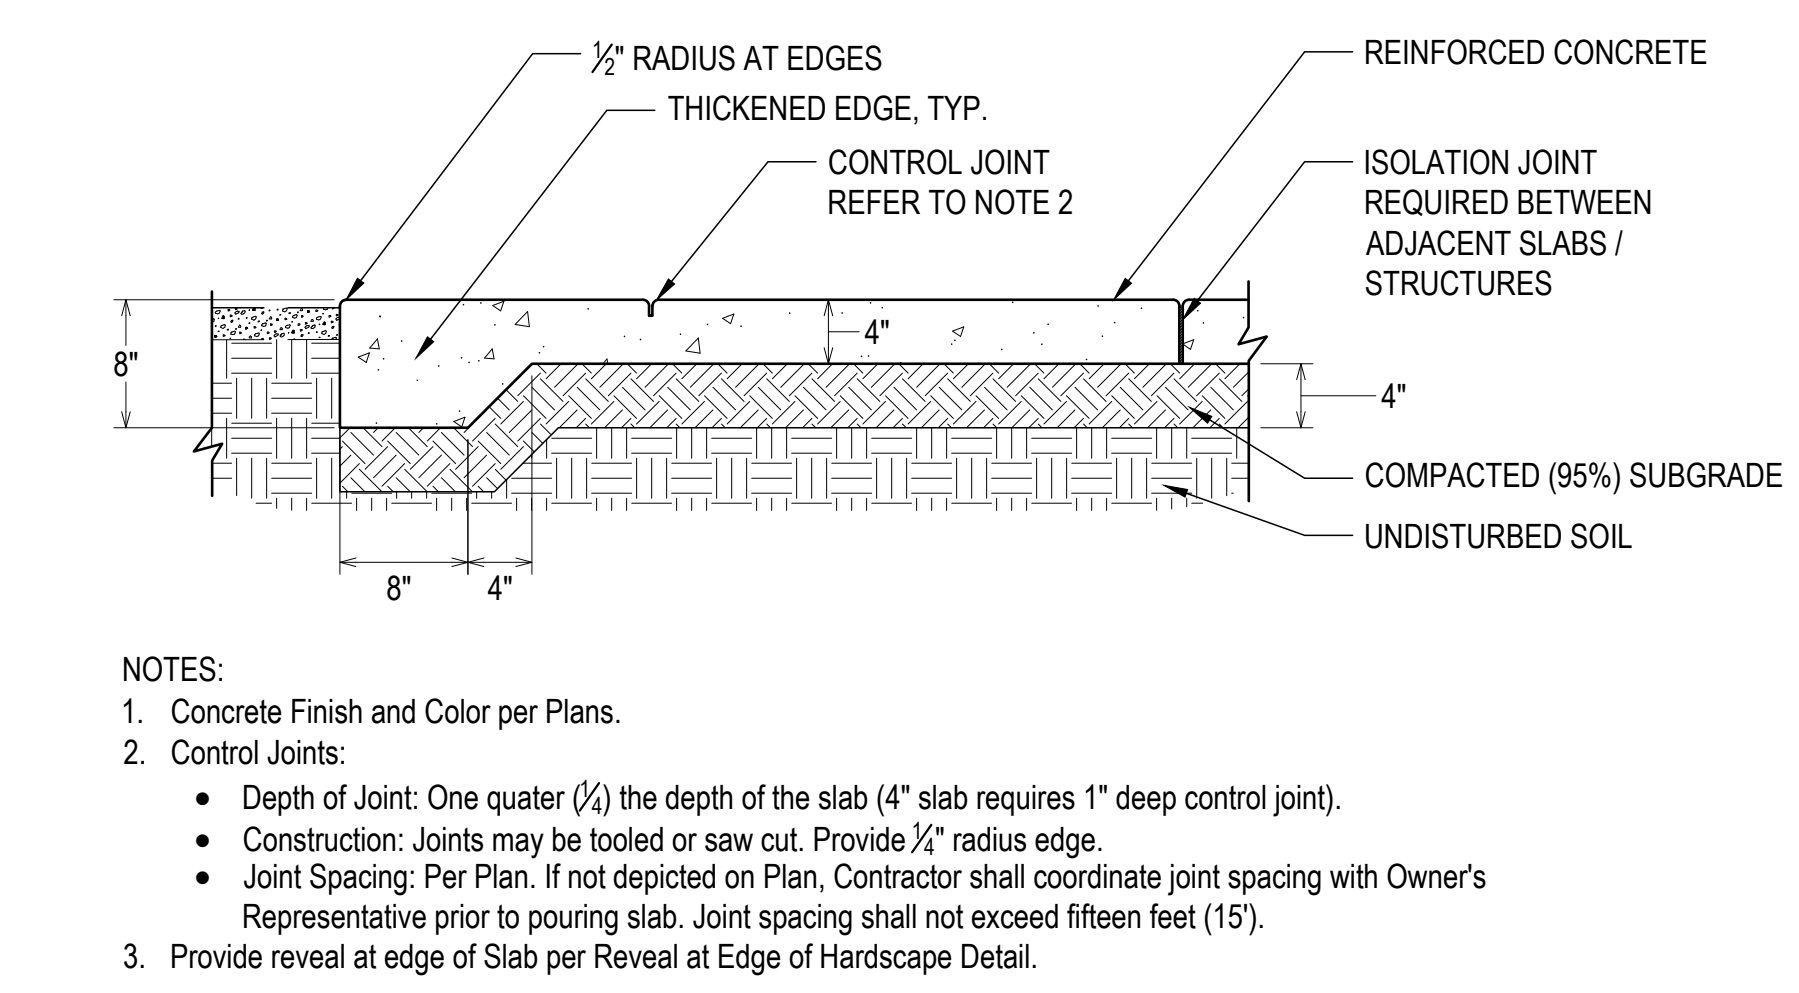 ½" RADIUS AT EDGES
THICKENED EDGE, TYP.
CONTROL JOINT
REFER TO NOTE 2
REINFORCED CONCRETE
ISOLATION JOINT
REQUIRED BETWEEN
ADJACENT SLABS /
STRUCTURES
8"
4"
4"
COMPACTED (95%) SUBGRADE
UNDISTURBED SOIL
8"
4"
NOTES:
1. Concrete Finish and Color per Plans.
2. Control Joints:
• Depth of Joint: One quater (¼) the depth of the slab (4" slab requires 1" deep control joint).
• Construction: Joints may be tooled or saw cut. Provide ¼" radius edge.
• Joint Spacing: Per Plan. If not depicted on Plan, Contractor shall coordinate joint spacing with Owner's
Representative prior to pouring slab. Joint spacing shall not exceed fifteen feet (15').
3. Provide reveal at edge of Slab per Reveal at Edge of Hardscape Detail.